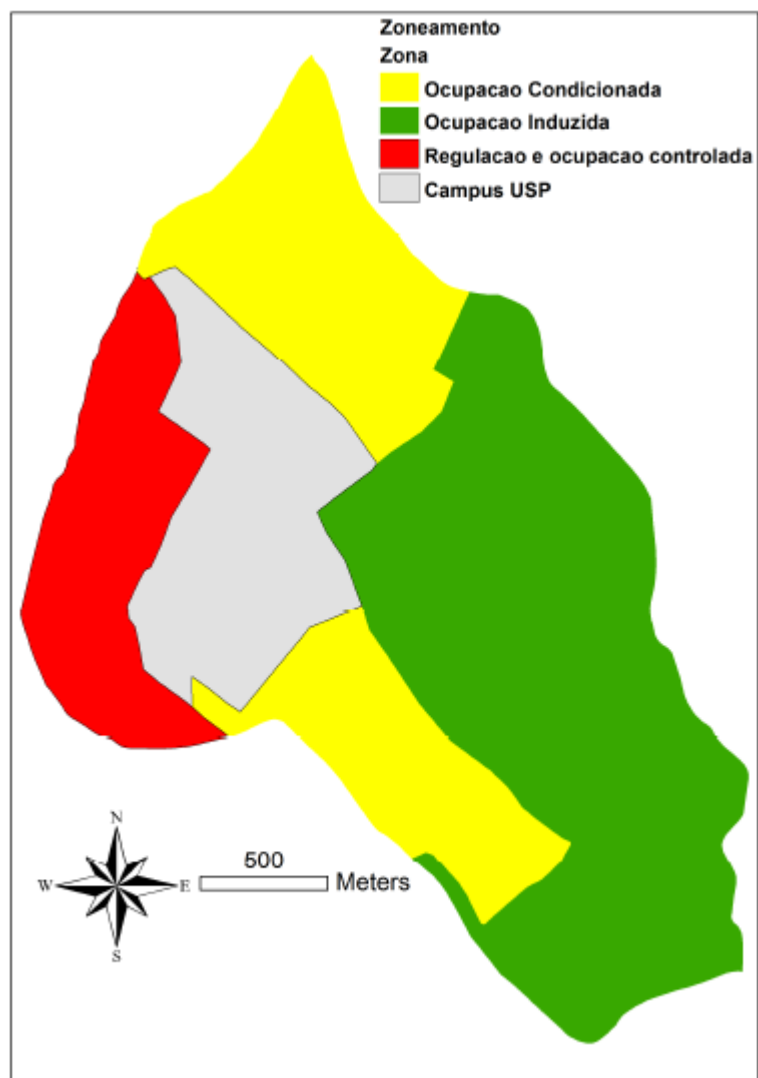 Zoneamento
Zona
Ocupacao Condicionada
Ocupacao Induzida
Regulacao e ocupacao controlada
Campus USP
N
W
E
S
500
Meters